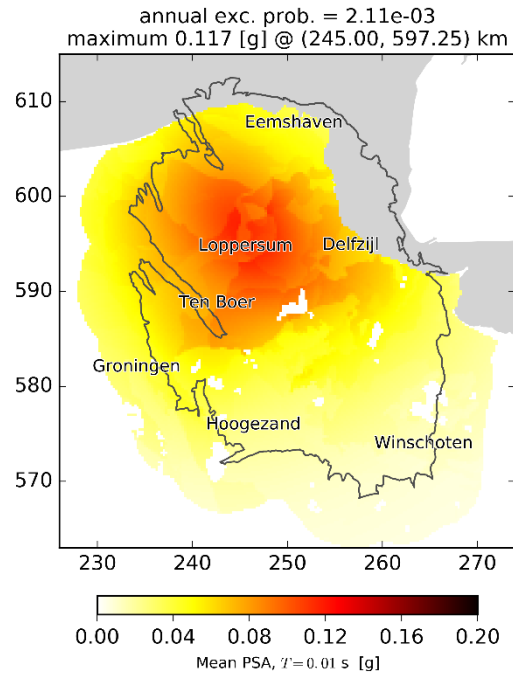 annual exc. prob. = 2.11e-03
maximum 0.117 [g] @ (245.00, 597.25) km
610
Eemshaven
600
Loppersum Delfzijl
590
Ten Boer
Groningen
580
Hoogezand
Winschoten
570
230 240 250 260 270
0.00 0.04 0.08 0.12 0.16 0.20
Mean PSA, T = 0.01 s [g]